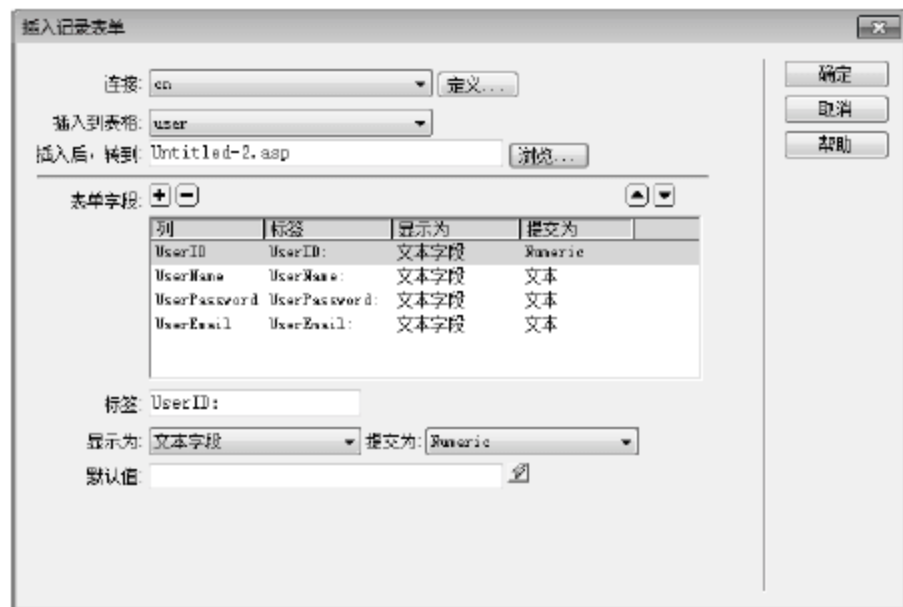 插入记录表单
连接: cn 定义...
确定
插入到表格: user
取消
插入后，转到: Untitled-2.asp 浏览...
帮助
表单字段:
列 标签 显示为 提交为
UserID UserID: 文本字段 Numeric
UserName UserName: 文本字段 文本
UserPassword UserPassword: 文本字段 文本
UserEmail UserEmail: 文本字段 文本
标签: UserID:
显示为: 文本字段 提交为: Numeric
默认值: